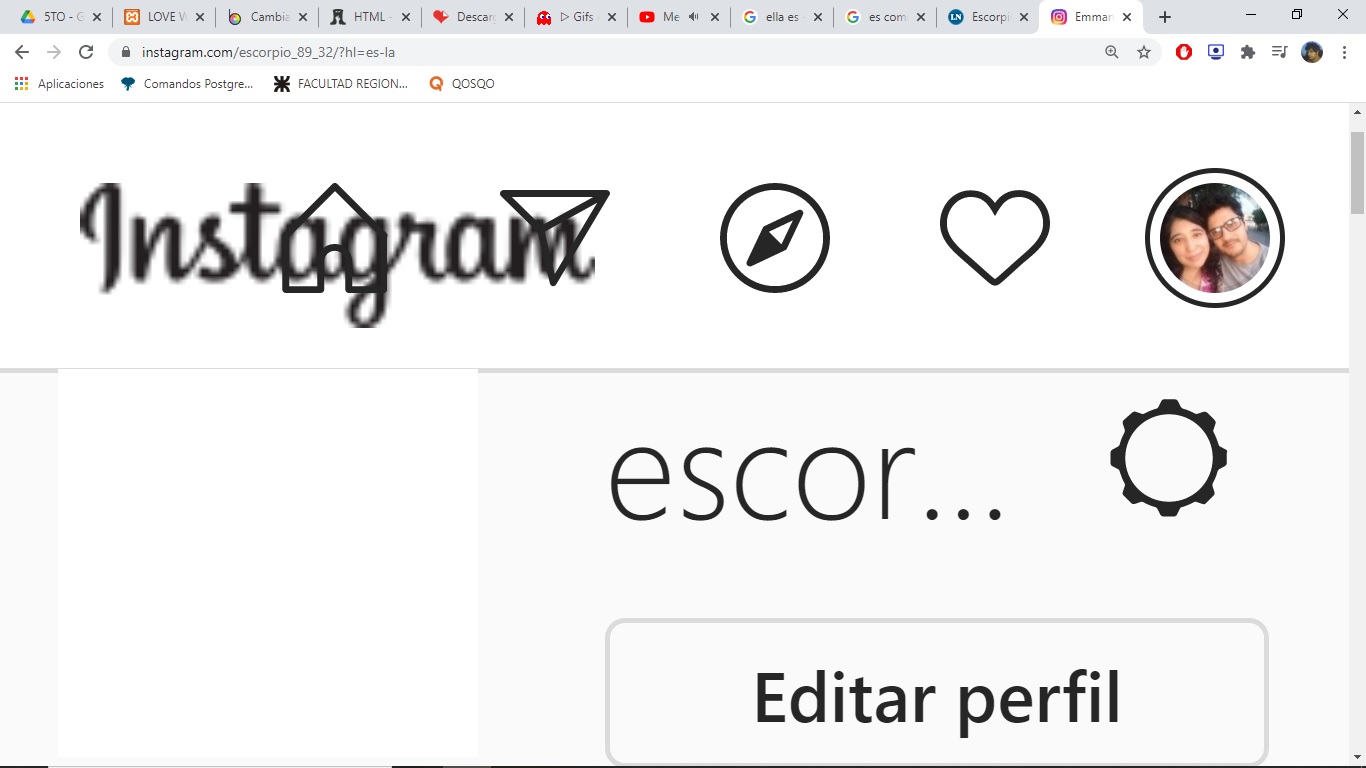 5TO - G
LOVE W
Cambia
HTML -
Descar
▷ Gifs
Me
ella es
es com
Escorpi
Emman
instagram.com/escorpio_89_32/?hl=es-la
Aplicaciones
Comandos Postgre...
FACULTAD REGION...
QOSQO
Instagram
escor...
Editar perfil